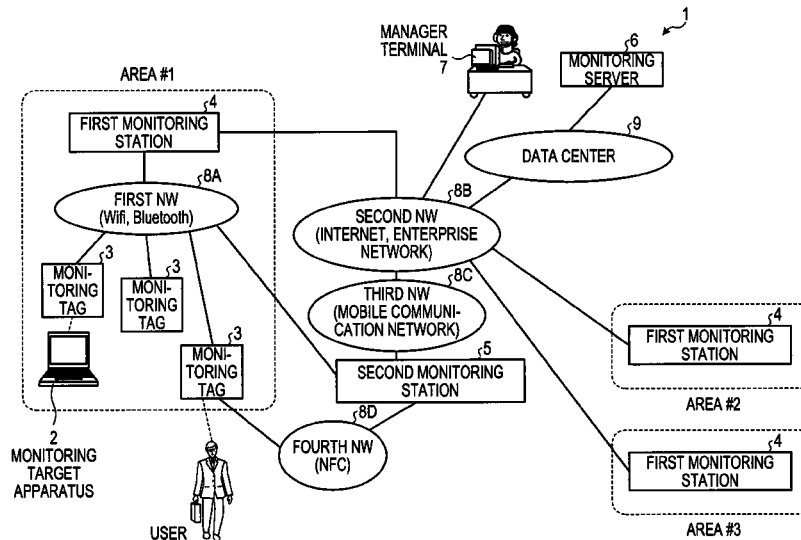 1
MANAGER
TERMINAL
7
6
MONITORING
SERVER
AREA #1
4
FIRST MONITORING
STATION
9
DATA CENTER
8A
FIRST NW
(Wifi, Bluetooth)
8B
SECOND NW
(INTERNET, ENTERPRISE
NETWORK)
3
MONI-
TORING
TAG
3
MONI-
TORING
TAG
8C
THIRD NW
(MOBILE COMMUNI-
CATION NETWORK)
3
MONI-
TORING
TAG
5
SECOND MONITORING
STATION
4
FIRST MONITORING
STATION
AREA #2
2
MONITORING
TARGET
APPARATUS
8D
FOURTH NW
(NFC)
USER
4
FIRST MONITORING
STATION
AREA #3